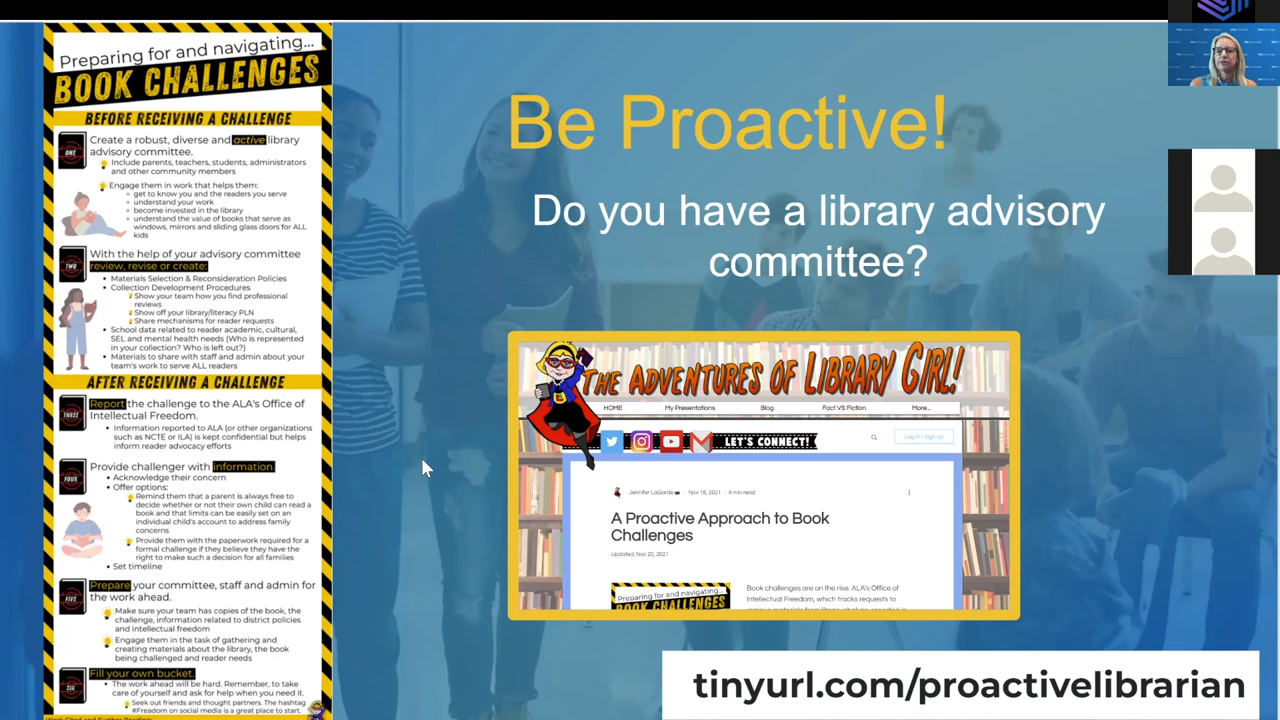 Preparing for and navigating...
BOOK CHALLENGES
BEFORE RECEIVING A CHALLENGE
ONE
Create a robust, diverse and active library
advisory committee.
Include parents, teachers, students, administrators
and other community members
Engage them in work that helps them:
get to know you and the readers you serve
understand your work
become invested in the library
understand the value of books that serve as
windows, mirrors and sliding glass doors for ALL
kids
TWO
With the help of your advisory committee
review, revise or create:
Materials Selection & Reconsideration Policies
Collection Development Procedures
Show your team how you find professional
reviews
Show off your library/literacy PLN
Share mechanisms for reader requests
School data related to reader academic, cultural,
SEL and mental health needs (Who is represented
in your collection? Who is left out?)
Materials to share with staff and admin about your
team's work to serve ALL readers
AFTER RECEIVING A CHALLENGE
THREE
Report the challenge to the ALA's Office of
Intellectual Freedom.
Information reported to ALA (or other organizations
such as NCTE or ILA) is kept confidential but helps
inform reader advocacy efforts
FOUR
Provide challenger with information.
Acknowledge their concern
Offer options:
Remind them that a parent is always free to
decide whether or not their own child can read a
book and that limits can be easily set on an
individual child's account to address family
concerns
Provide them with the paperwork required for a
formal challenge if they believe they have the
right to make such a decision for all families
Set timeline
FIVE
Prepare your committee, staff and admin for
the work ahead.
Make sure your team has copies of the book, the
challenge, information related to district policies
and intellectual freedom
Engage them in the task of gathering and
creating materials about the library, the book
being challenged and reader needs
SIX
Fill your own bucket.
The work ahead will be hard. Remember, to take
care of yourself and ask for help when you need it.
Seek out friends and thought partners. The hashtag
#Freadom on social media is a great place to start.
Work Cited and Further Reading:
Be Proactive!
Do you have a library advisory
committee?
THE ADVENTURES OF LIBRARY GIRL!
HOME My Presentations Blog Fact VS Fiction More...
LET'S CONNECT!
Log In / Sign up
Jennifer LaGarde Nov 18, 2021 4 min read
A Proactive Approach to Book
Challenges
Updated: Nov 20, 2021
Preparing for and navigating...
BOOK CHALLENGES
Book challenges are on the rise. ALA's Office of
Intellectual Freedom, which tracks requests to
tinyurl.com/proactivelibrarian